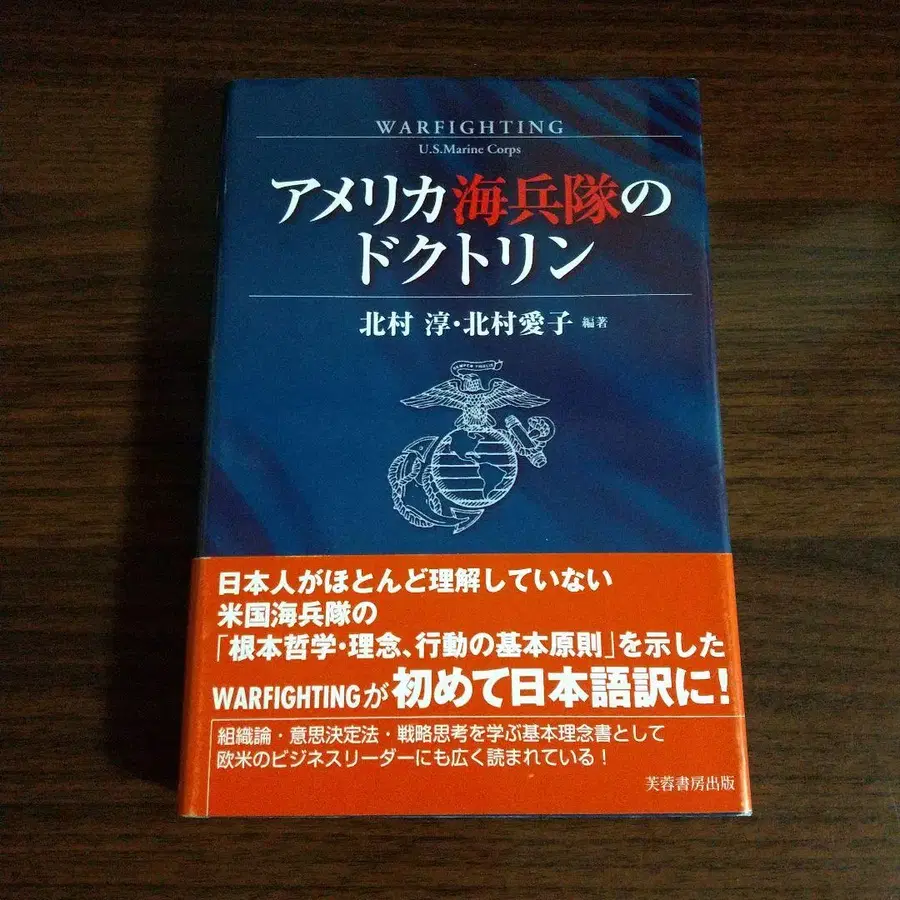 WARFIGHTING
U.S.Marine Corps
アメリカ海兵隊の
ドクトリン
北村 淳・北村愛子 編著
SEMPER FIDELIS
日本人がほとんど理解していない
米国海兵隊の
「根本哲学・理念、行動の基本原則」を示した
WARFIGHTINGが初めて日本語訳に!
組織論・意思決定法・戦略思考を学ぶ基本理念書として
欧米のビジネスリーダーにも広く読まれている!
芙蓉書房出版